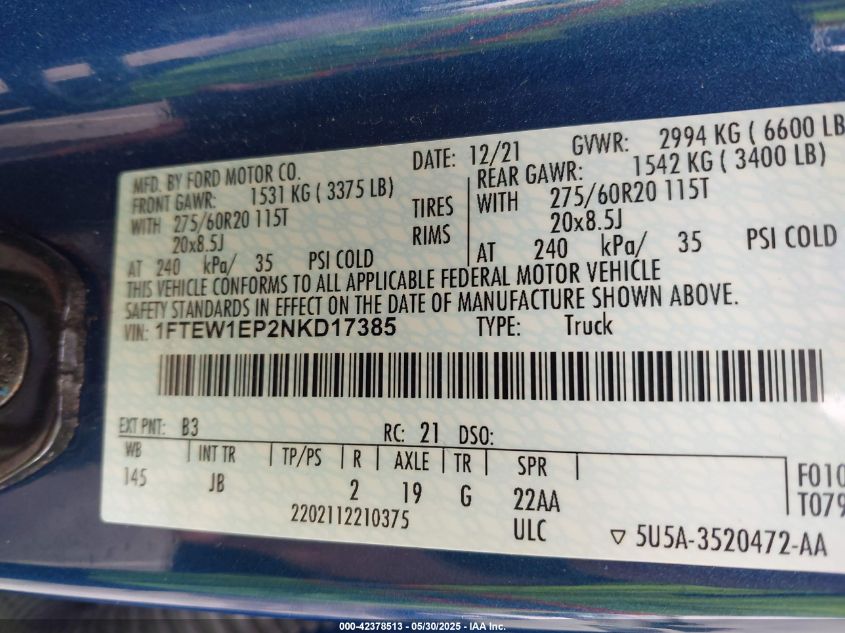 MFD. BY FORD MOTOR CO. DATE: 12/21 GVWR: 2994 KG ( 6600 LB
FRONT GAWR: 1531 KG ( 3375 LB) REAR GAWR: 1542 KG ( 3400 LB)
WITH 275/60R20 115T TIRES WITH 275/60R20 115T
20x8.5J RIMS 20x8.5J
AT 240 kPa/ 35 PSI COLD AT 240 kPa/ 35 PSI COLD
THIS VEHICLE CONFORMS TO ALL APPLICABLE FEDERAL MOTOR VEHICLE
SAFETY STANDARDS IN EFFECT ON THE DATE OF MANUFACTURE SHOWN ABOVE.
VIN: 1FTEW1EP2NKD17385 TYPE: Truck
EXT PNT: B3 RC: 21 DSO:
WB | INT TR | TP/PS | R | AXLE | TR | SPR | F010
145 JB 2 19 G 22AA T079
2202112210375 ULC ▽ 5U5A-3520472-AA
000-42378513 - 05/30/2025 - IAA Inc.